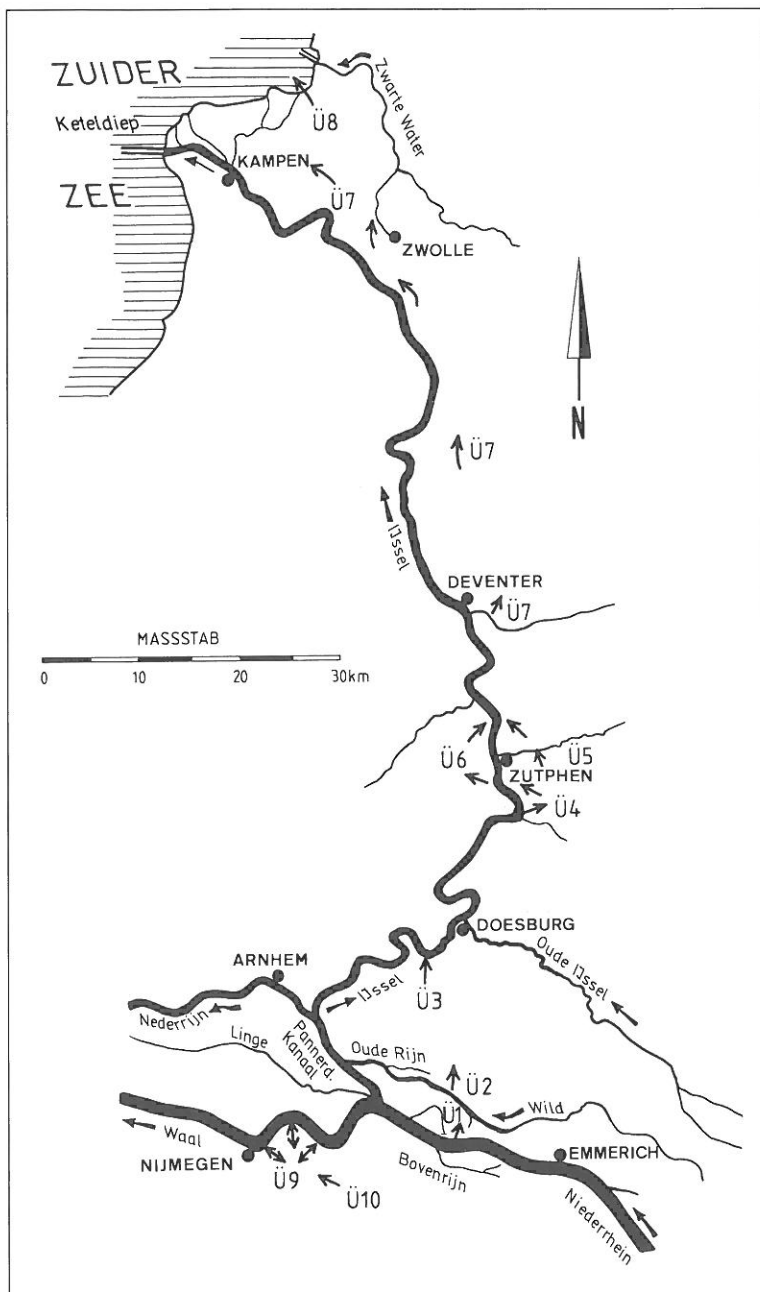 ZUIDER
Zwarte Water
Keteldiep
Ü8
KAMPEN
ZEE
Ü7
ZWOLLE
N
Ü7
IJssel
DEVENTER
Ü7
MASSSTAB
0 10 20 30km
Ü6
Ü5
ZUTPHEN
Ü4
DOESBURG
Oude IJssel
ARNHEM
IJssel
Ü3
Nederrijn
Linge
Pannerd.
Kanaal
Oude Rijn
Ü2
Ü1
Wild
Waal
EMMERICH
NIJMEGEN
Bovenrijn
Ü9
Ü10
Niederrhein